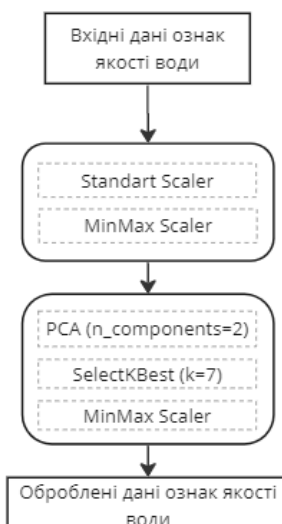 Вхідні дані ознак
якості води
Standart Scaler
MinMax Scaler
PCA (n_components=2)
SelectKBest (k=7)
MinMax Scaler
Оброблені дані ознак якості
води